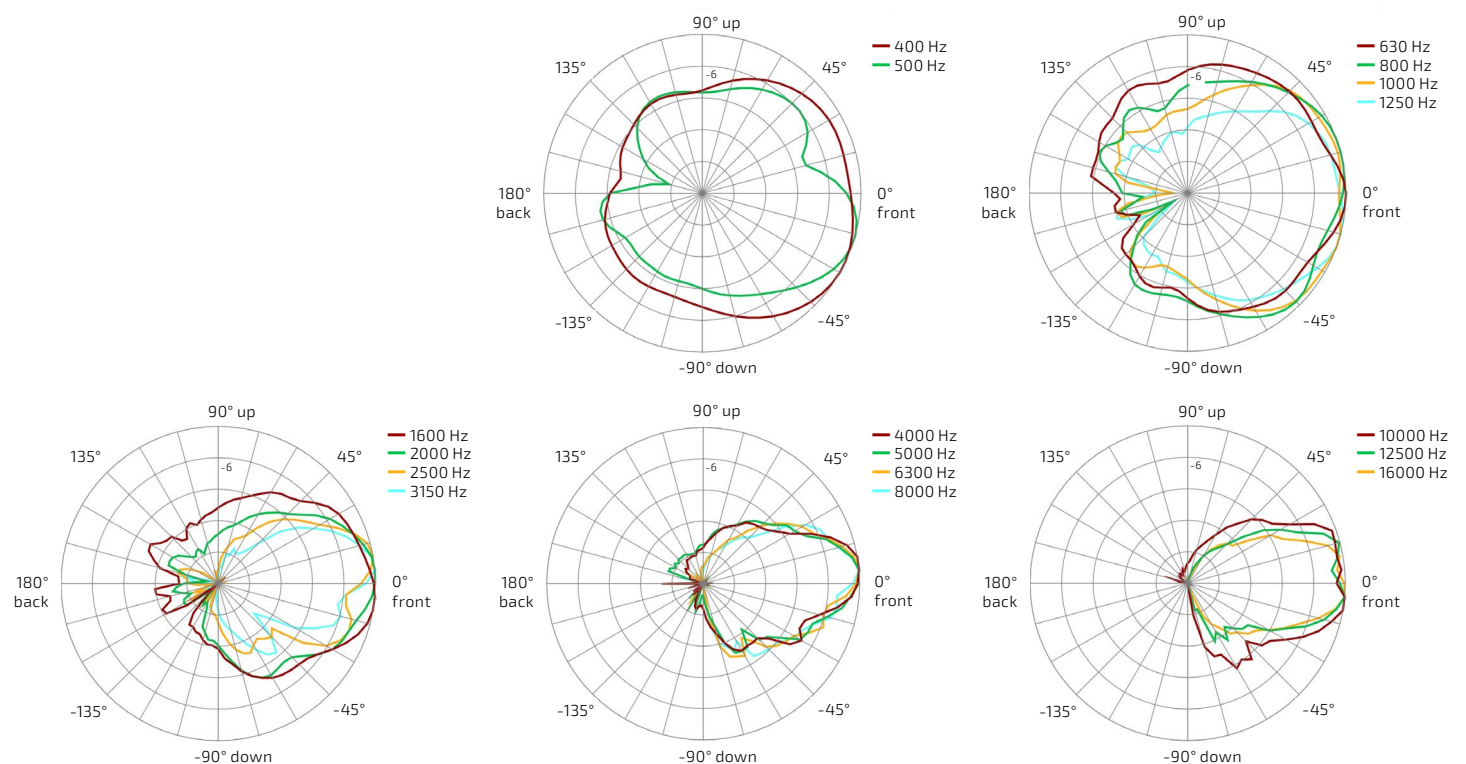 90° up
135°
45°
-6
400 Hz
500 Hz
180°
back
0°
front
-135°
-45°
-90° down
90° up
135°
45°
-6
630 Hz
800 Hz
1000 Hz
1250 Hz
180°
back
0°
front
-135°
-45°
-90° down
90° up
135°
45°
-6
1600 Hz
2000 Hz
2500 Hz
3150 Hz
180°
back
0°
front
-135°
-45°
-90° down
90° up
135°
45°
-6
4000 Hz
5000 Hz
6300 Hz
8000 Hz
180°
back
0°
front
-135°
-45°
-90° down
90° up
135°
45°
-6
10000 Hz
12500 Hz
16000 Hz
180°
back
0°
front
-135°
-45°
-90° down